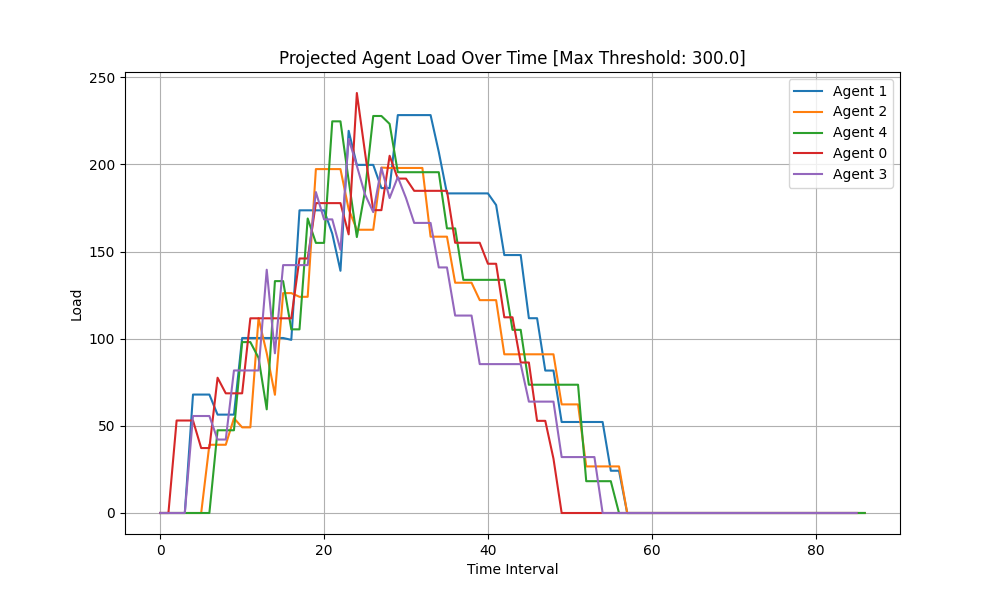 Projected Agent Load Over Time [Max Threshold: 300.0]
Load
250
200
150
100
50
0
0 20 40 60 80
Time Interval
Agent 1
Agent 2
Agent 4
Agent 0
Agent 3